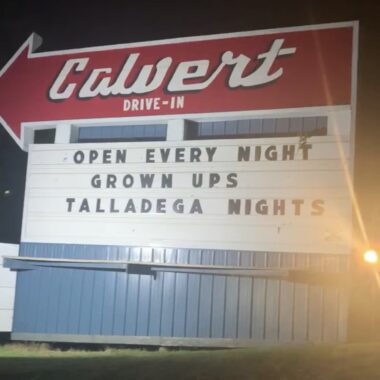 Calvert
DRIVE-IN
OPEN EVERY NIGHT
GROWN UPS
TALLADEGA NIGHTS